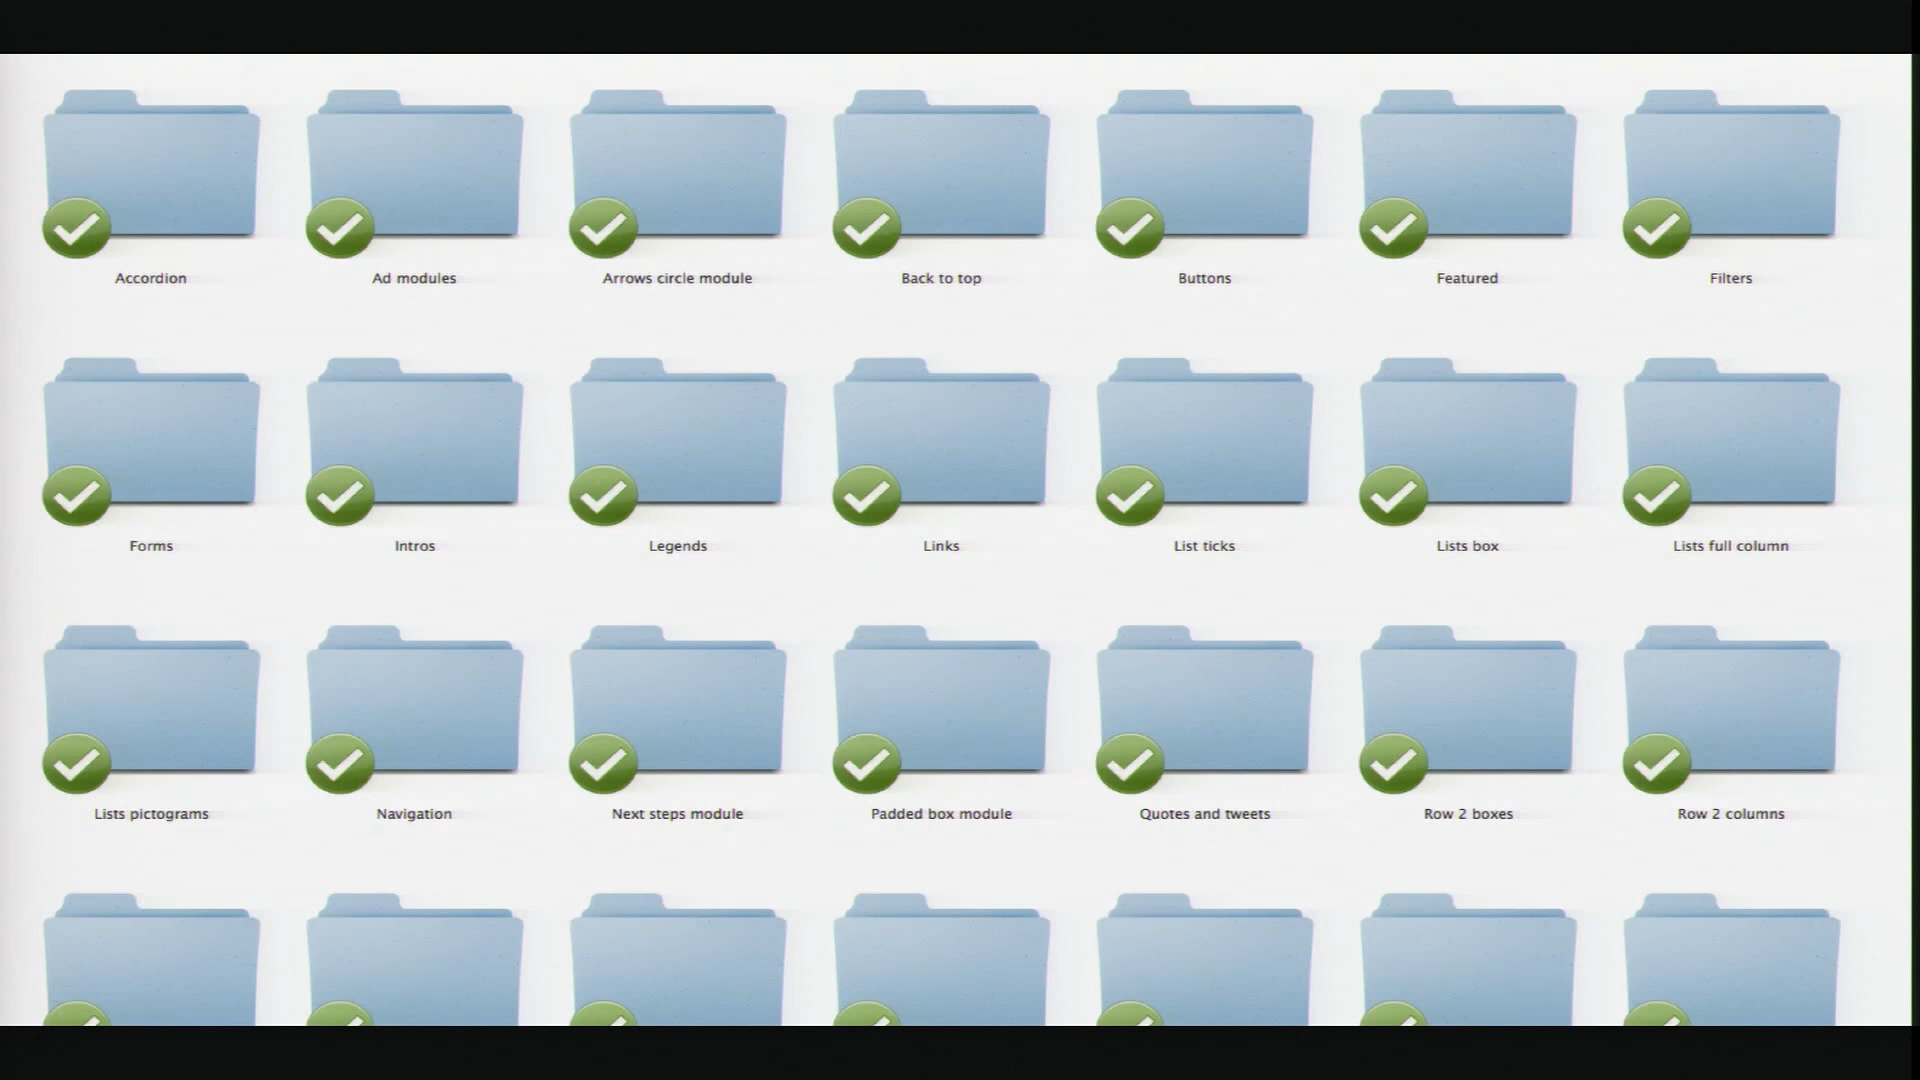 Accordion
Ad modules
Arrows circle module
Back to top
Buttons
Featured
Filters
Forms
Intros
Legends
Links
List ticks
Lists box
Lists full column
Lists pictograms
Navigation
Next steps module
Padded box module
Quotes and tweets
Row 2 boxes
Row 2 columns